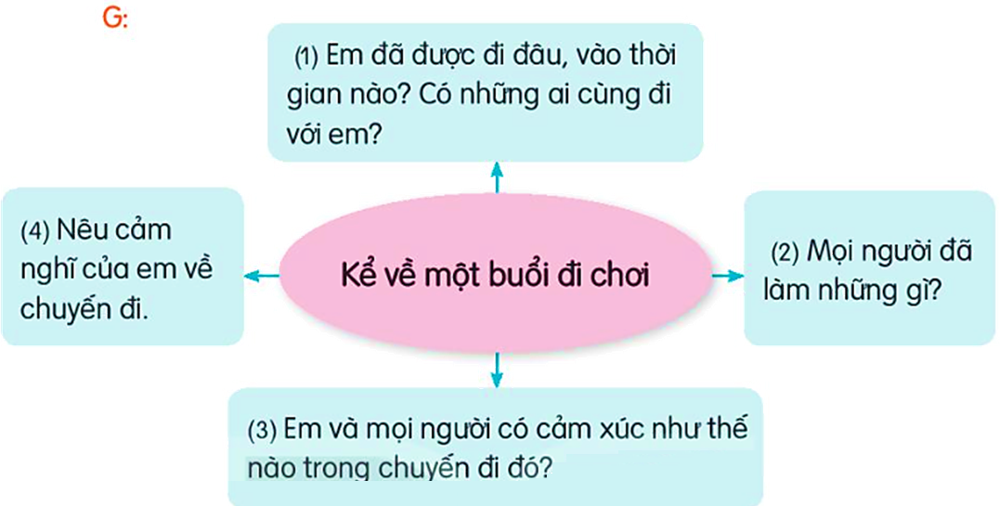 G:
(1) Em đã được đi đâu, vào thời
gian nào? Có những ai cùng đi
với em?
(4) Nêu cảm
nghĩ của em về
chuyến đi.
Kể về một buổi đi chơi
(2) Mọi người đã
làm những gì?
(3) Em và mọi người có cảm xúc như thế
nào trong chuyến đi đó?